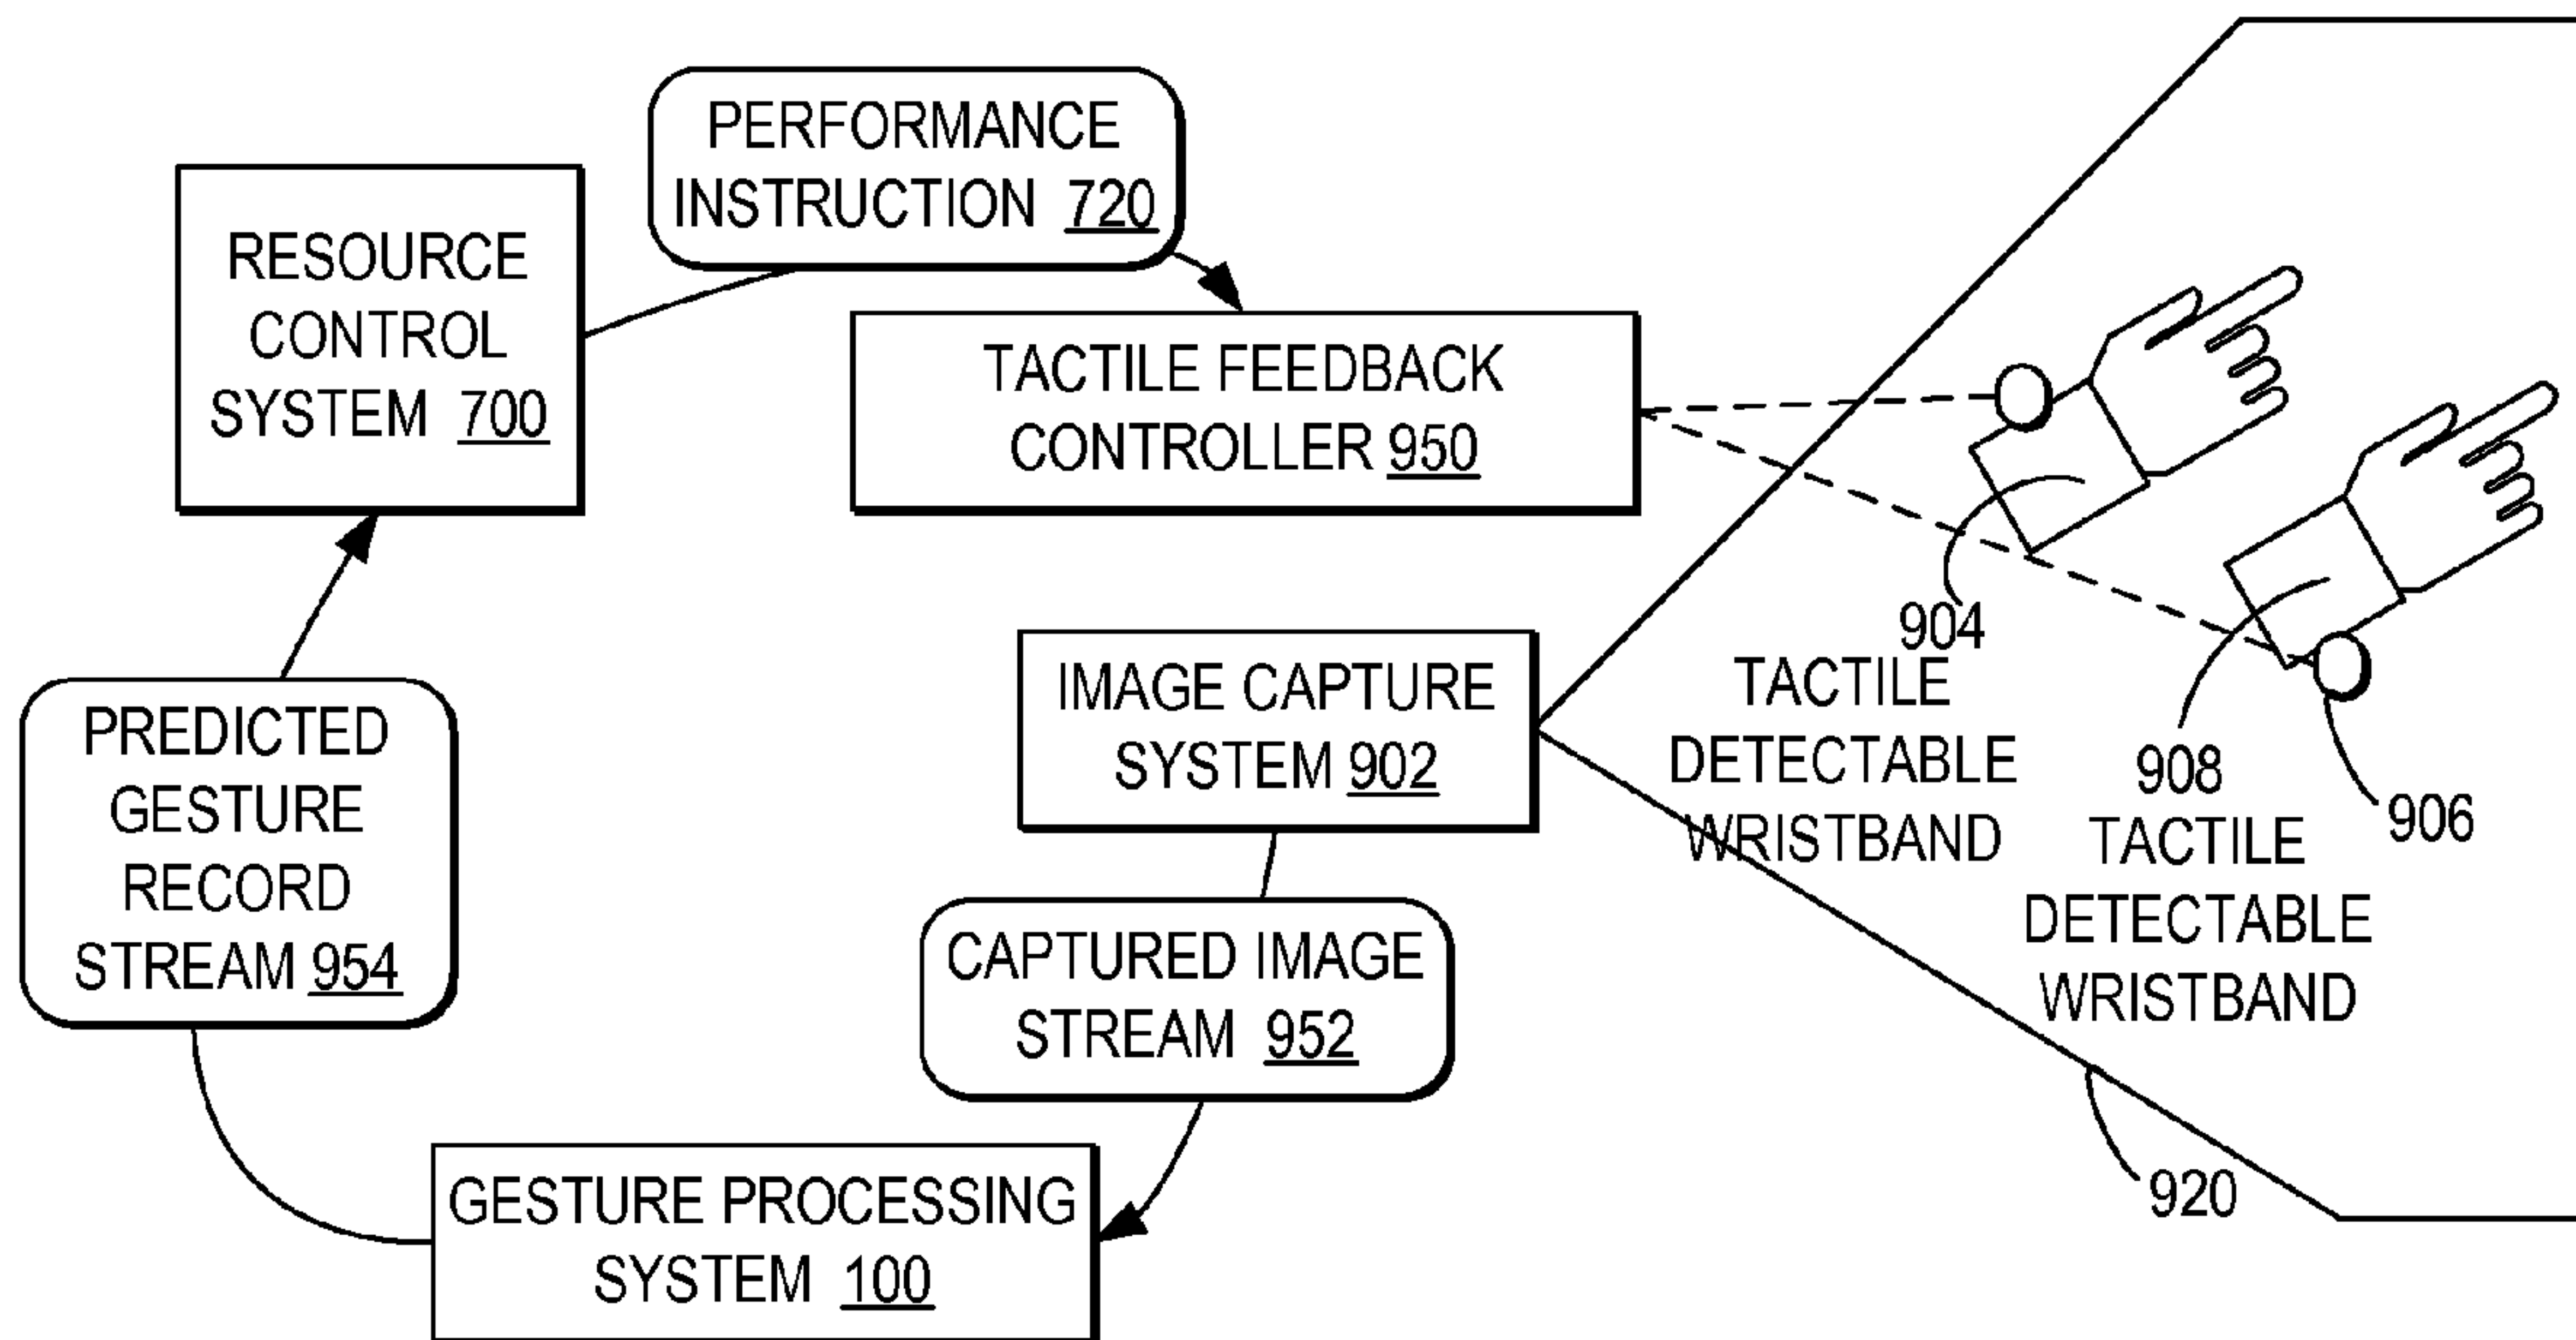 PERFORMANCE
INSTRUCTION 720
RESOURCE
CONTROL
SYSTEM 700
TACTILE FEEDBACK
CONTROLLER 950
904
TACTILE
DETECTABLE
WRISTBAND
IMAGE CAPTURE
SYSTEM 902
908
TACTILE
DETECTABLE
WRISTBAND
906
PREDICTED
GESTURE
RECORD
STREAM 954
CAPTURED IMAGE
STREAM 952
920
GESTURE PROCESSING
SYSTEM 100